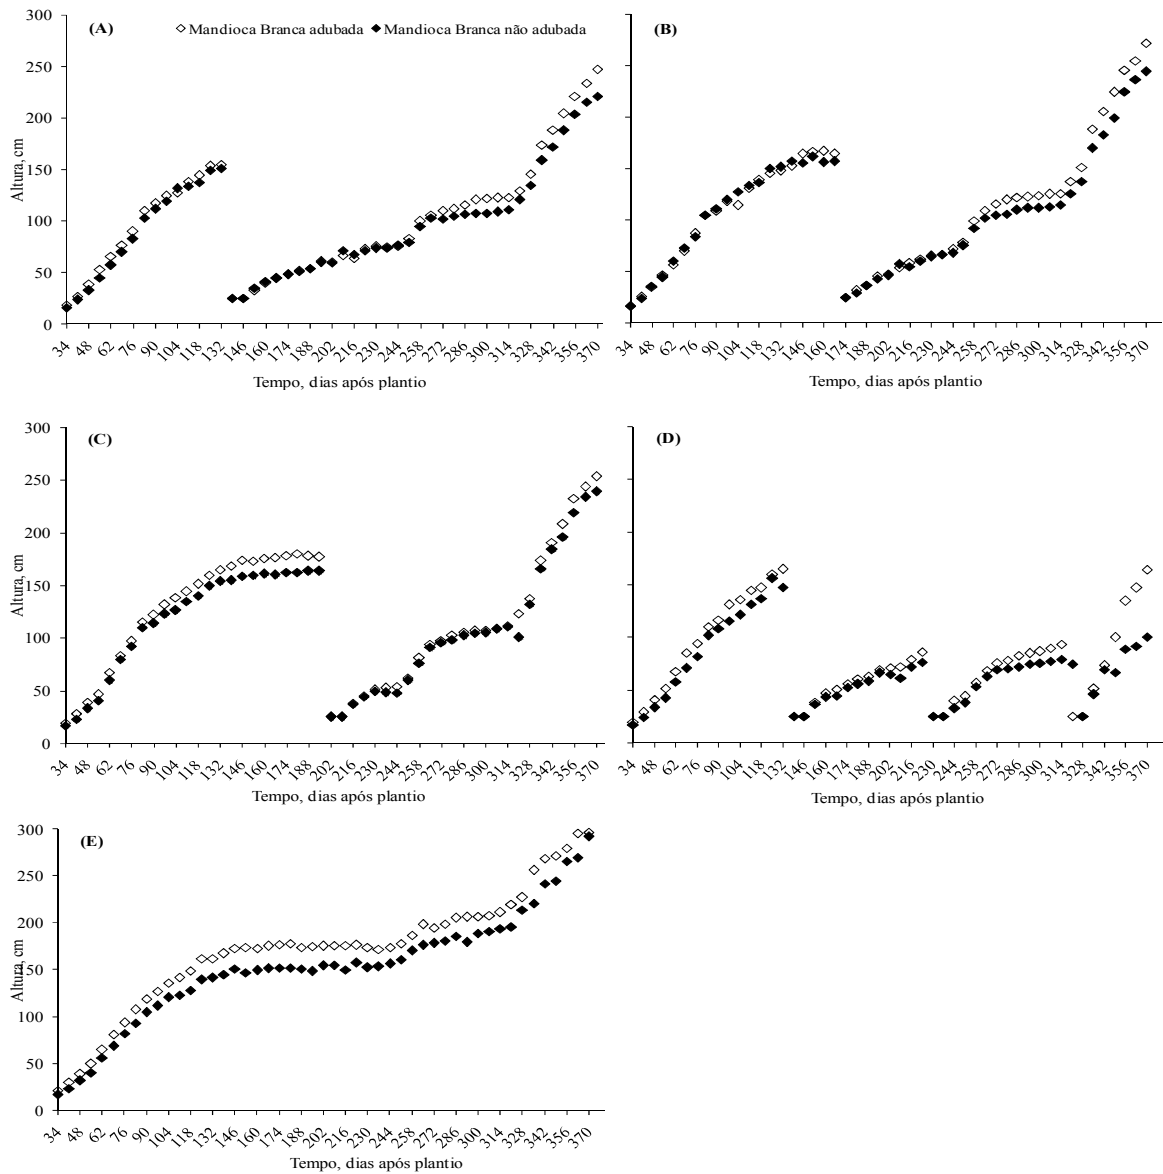 (A) ◇ Mandioca Branca adubada ◆ Mandioca Branca não adubada
Altura, cm
300
250
200
150
100
50
0
34 48 62 76 90 104 118 132 146 160 174 188 202 216 230 244 258 272 286 300 314 328 342 356 370
Tempo, dias após plantio
(B)
34 48 62 76 90 104 118 132 146 160 174 188 202 216 230 244 258 272 286 300 314 328 342 356 370
Tempo, dias após plantio
(C)
Altura, cm
300
250
200
150
100
50
0
34 48 62 76 90 104 118 132 146 160 174 188 202 216 230 244 258 272 286 300 314 328 342 356 370
Tempo, dias após plantio
(D)
34 48 62 76 90 104 118 132 146 160 174 188 202 216 230 244 258 272 286 300 314 328 342 356 370
Tempo, dias após plantio
(E)
Altura, cm
300
250
200
150
100
50
0
34 48 62 76 90 104 118 132 146 160 174 188 202 216 230 244 258 272 286 300 314 328 342 356 370
Tempo, dias após plantio